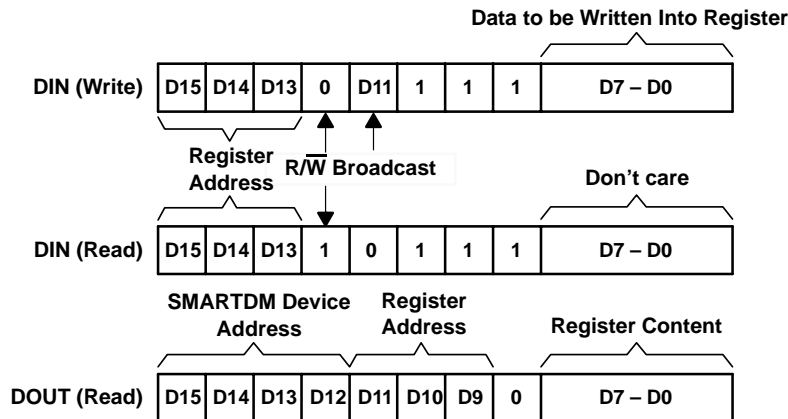 Data to be Written Into Register
DIN (Write) D15 D14 D13 0 D11 1 1 1 D7 – D0
Register Address
R/W̅ Broadcast
Don't care
DIN (Read) D15 D14 D13 1 0 1 1 1 D7 – D0
SMARTDM Device Address
Register Address
Register Content
DOUT (Read) D15 D14 D13 D12 D11 D10 D9 0 D7 – D0